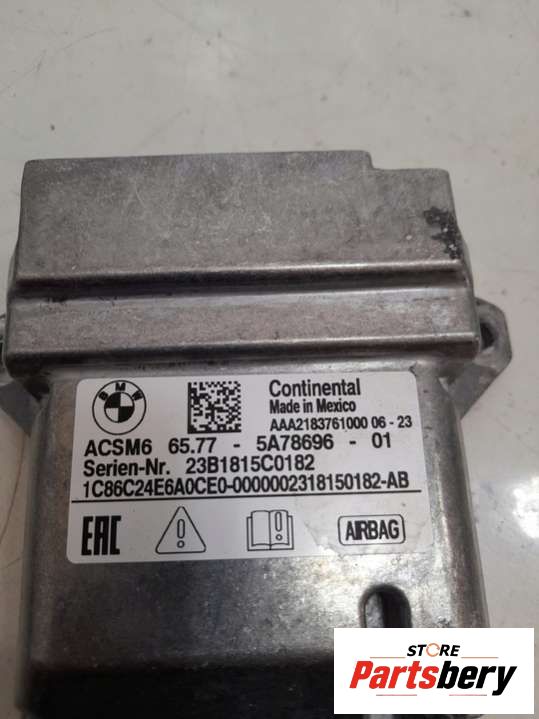 BMW
Continental
Made in Mexico
AAA2183761000 06 - 23
ACSM6 65.77 - 5A78696 - 01
Serien-Nr. 23B1815C0182
1C86C24E6A0CE0-0000002318150182-AB
EAC
AIRBAG
STORE
Partsbery